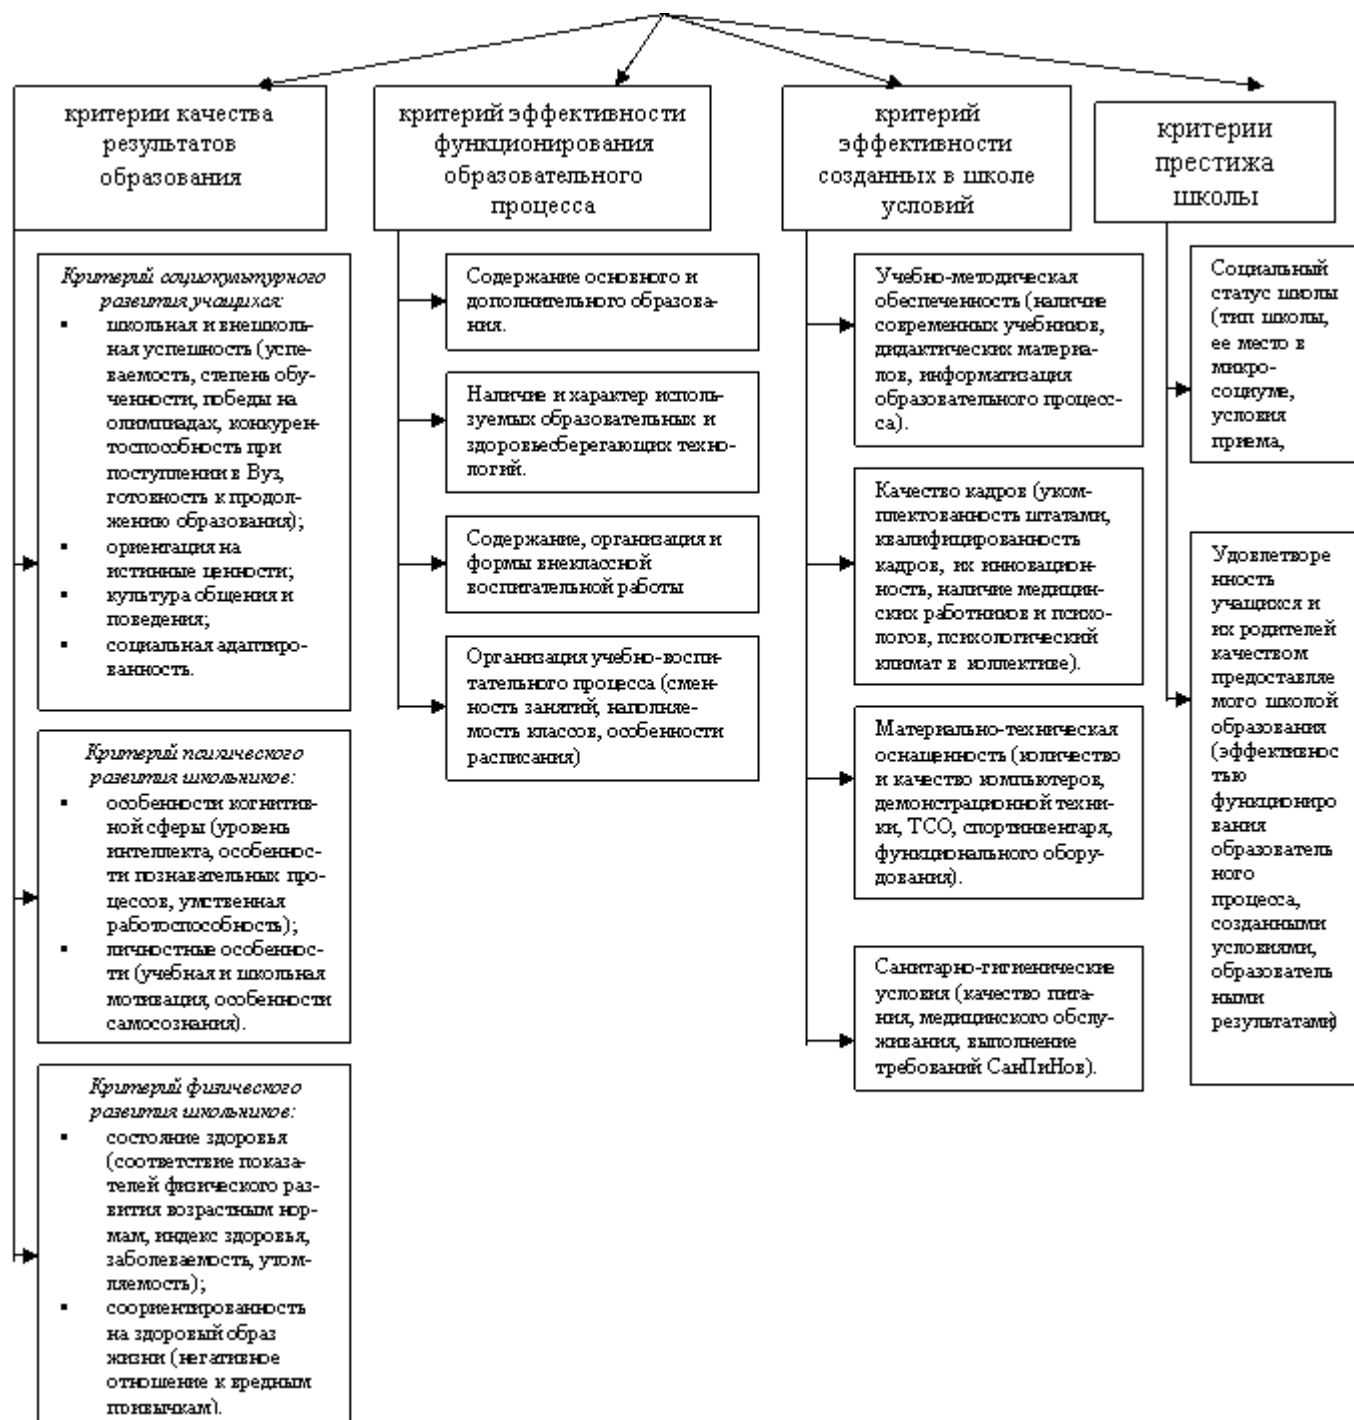 критерии качества
результатов
образования
Критерий социокультурного
развития учащихся:
▪ школьная и внешколь-
ная успешность (успе-
ваемость, степень обу-
ченности, победы на
олимпиадах, конкурен-
тоспособность при
поступлении в Вуз,
готовность к продол-
жению образования);
▪ ориентация на
истинные ценности;
▪ культура общения и
поведения;
▪ социальная адаптиро-
ванность.
Критерий психического
развития школьников:
▪ особенности когнитив-
ной сферы (уровень
интеллекта, особеннос-
ти познавательных про-
цессов, умственная
работоспособность);
▪ личностные особеннос-
ти (учебная и школьная
мотивация, особенности
самосознания).
Критерий физического
развития школьников:
▪ состояние здоровья
(соответствие показа-
телей физического раз-
вития возрастным нор-
мам, индекс здоровья,
заболеваемость, утом-
ляемость);
▪ соориентированность
на здоровый образ
жизни (негативное
отношение к вредным
привычкам).
критерий эффективности
функционирования
образовательного
процесса
Содержание основного и
дополнительного образова-
ния.
Наличие и характер исполь-
зуемых образовательных и
здоровьесберегающих техно-
логий.
Содержание, организация и
формы внеклассной
воспитательной работы
Организация учебно-воспи-
тательного процесса (смен-
ность занятий, наполняе-
мость классов, особенности
расписания)
критерий
эффективности
созданных в школе
условий
Учебно-методическая
обеспеченность (наличие
современных учебников,
дидактических материа-
лов, информатизация
образовательного процесс-
са).
Качество кадров (уком-
плектованность штатами,
квалифицированность
кадров, их инновацион-
ность, наличие медицин-
ских работников и психо-
логов, психологический
климат в коллективе).
Материально-техническая
оснащенность (количество
и качество компьютеров,
демонстрационной техни-
ки, ТСО, спортинвентаря,
функционального обору-
дования).
Санитарно-гигиенические
условия (качество пита-
ния, медицинского обслу-
живания, выполнение
требований СанПиНов).
критерии
престижа
школы
Социальный
статус школы
(тип школы,
ее место в
микро-
социуме,
условия
приема,
Удовлетворе
нность
учащихся и
их родителей
качеством
предоставляе
мого школой
образования
(эффективнос
тью
функциониро
вания
образователь
ного
процесса,
созданными
условиями,
образователь
ными
результатами)